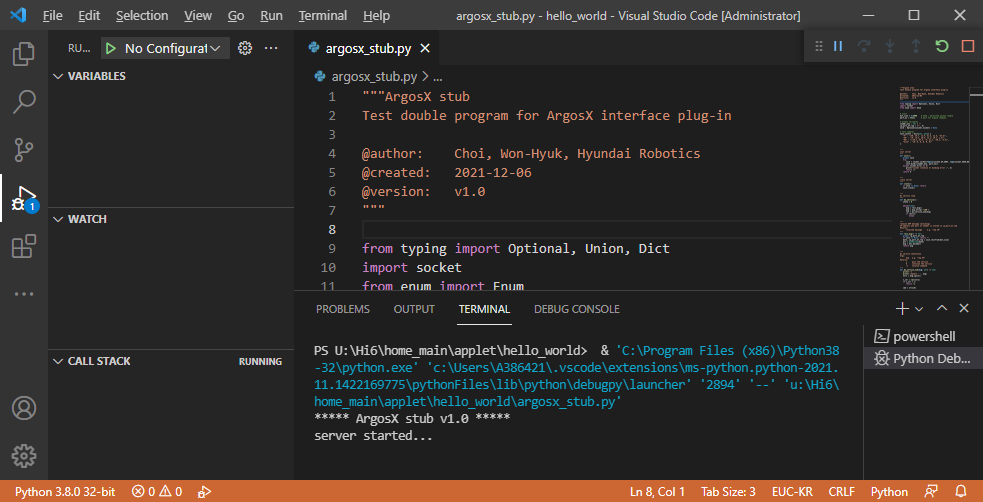 File Edit Selection View Go Run Terminal Help argosx_stub.py - hello_world - Visual Studio Code [Administrator]
RU... No Configurat
argosx_stub.py
VARIABLES
argosx_stub.py > ...
1 """ArgosX stub
2 Test double program for ArgosX interface plug-in
3
4 @author: Choi, Won-Hyuk, Hyundai Robotics
5 @created: 2021-12-06
6 @version: v1.0
7 """
8
9 from typing import Optional, Union, Dict
10 import socket
11 from enum import Enum
1
WATCH
CALL STACK RUNNING
PROBLEMS OUTPUT TERMINAL DEBUG CONSOLE
PS U:\Hi6\home_main\applet\hello_world> & 'C:\Program Files (x86)\Python38
-32\python.exe' 'c:\Users\A386421\.vscode\extensions\ms-python.python-2021.
11.1422169775\pythonFiles\lib\python\debugpy\launcher' '2894' '--' 'u:\Hi6\
home_main\applet\hello_world\argosx_stub.py'
***** ArgosX stub v1.0 *****
server started...
powershell
Python Deb...
Python 3.8.0 32-bit 0 0 Ln 8, Col 1 Tab Size: 3 EUC-KR CRLF Python